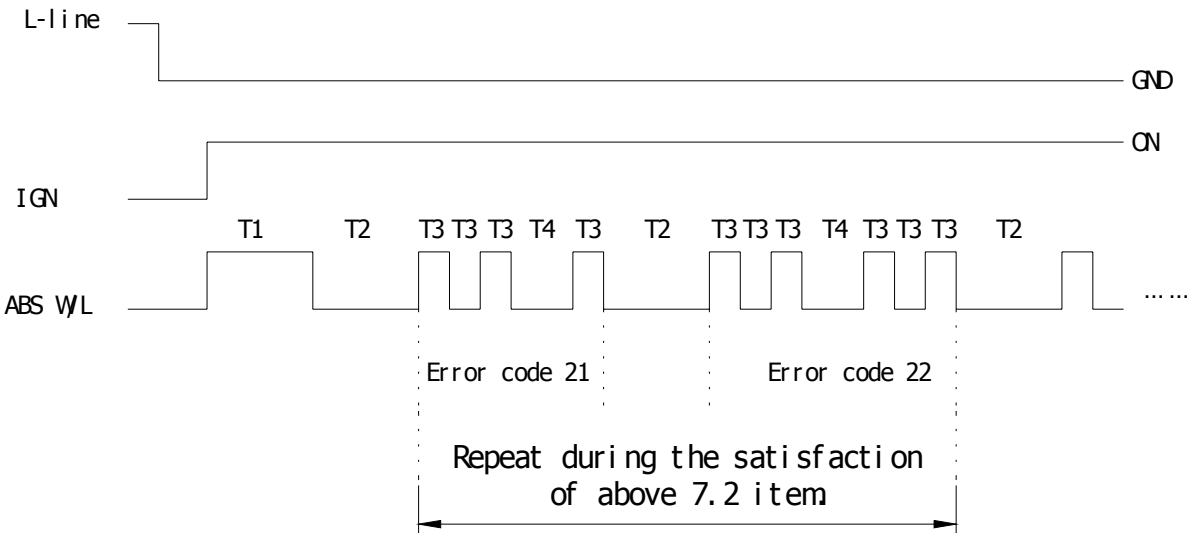 L-line
GND
ON
IGN
T1 T2 T3 T3 T3 T4 T3 T2 T3 T3 T3 T4 T3 T3 T3 T2
ABS W/L
......
Error code 21 Error code 22
Repeat during the satisfaction
of above 7.2 item.